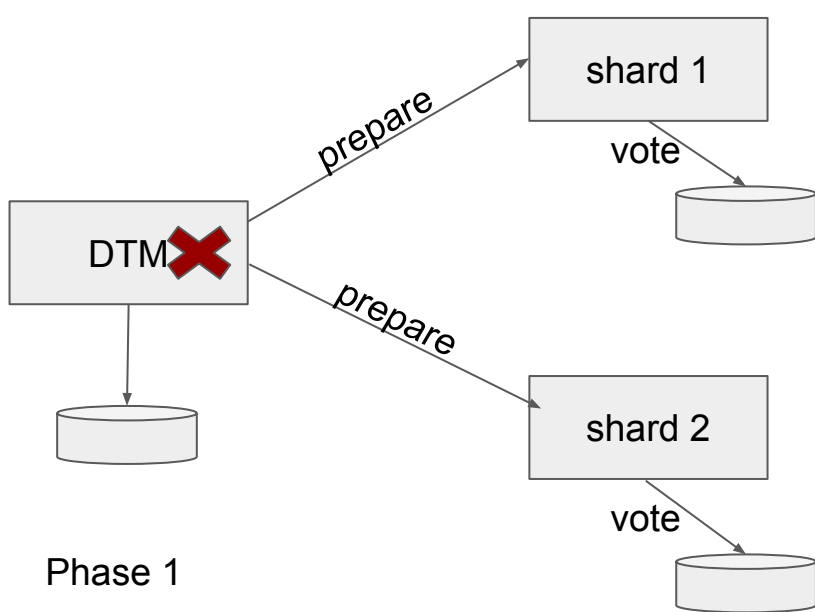 shard 1
prepare
vote
DTM
prepare
shard 2
vote
Phase 1